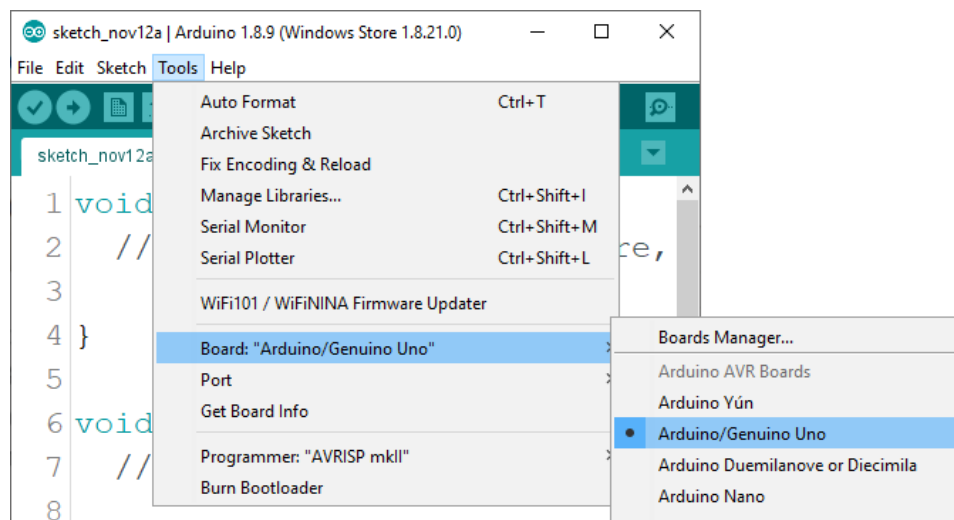 sketch_nov12a | Arduino 1.8.9 (Windows Store 1.8.21.0)
File Edit Sketch Tools Help
sketch_nov12a
Auto Format Ctrl+T
Archive Sketch
Fix Encoding & Reload
Manage Libraries... Ctrl+Shift+I
Serial Monitor Ctrl+Shift+M
Serial Plotter Ctrl+Shift+L
WiFi101 / WiFiNINA Firmware Updater
Board: "Arduino/Genuino Uno"
Port
Get Board Info
Programmer: "AVRISP mkII"
Burn Bootloader
Boards Manager...
Arduino AVR Boards
Arduino Yún
Arduino/Genuino Uno
Arduino Duemilanove or Diecimila
Arduino Nano
1 void
2 // re,
3
4 }
5
6 void
7 //
8